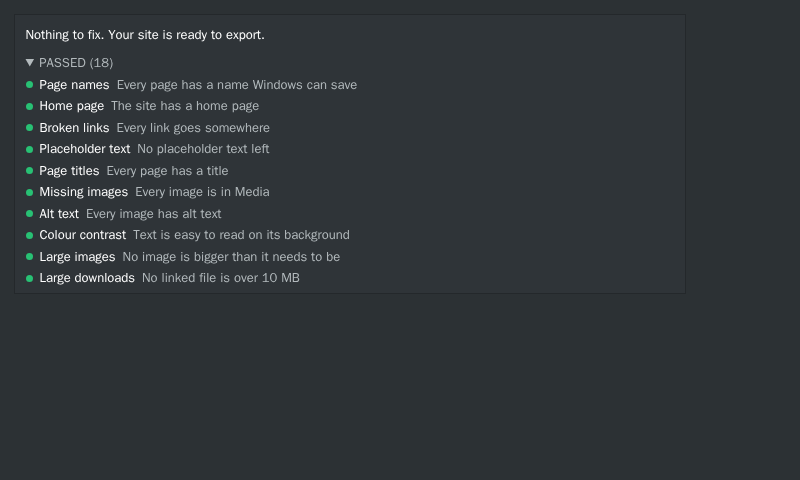 Nothing to fix. Your site is ready to export.
▼ PASSED (18)
Page names Every page has a name Windows can save
Home page The site has a home page
Broken links Every link goes somewhere
Placeholder text No placeholder text left
Page titles Every page has a title
Missing images Every image is in Media
Alt text Every image has alt text
Colour contrast Text is easy to read on its background
Large images No image is bigger than it needs to be
Large downloads No linked file is over 10 MB